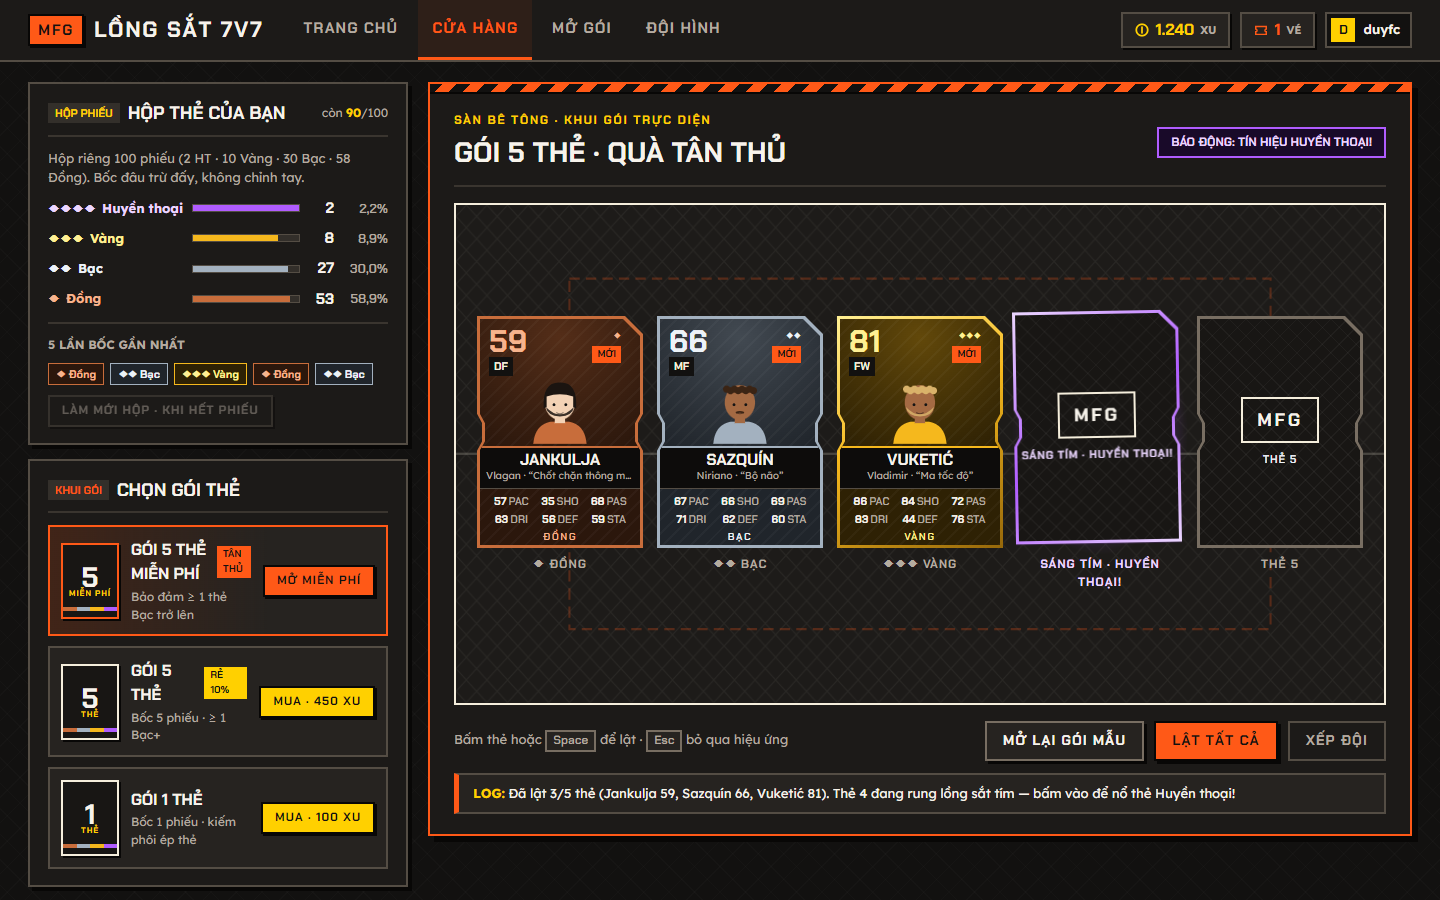 MFG LỒNG SẮT 7V7 TRANG CHỦ CỬA HÀNG MỞ GÓI ĐỘI HÌNH 1.240 XU 1 VÉ D duyfc
HỘP PHIẾU HỘP THẺ CỦA BẠN còn 90/100
Hộp riêng 100 phiếu (2 HT · 10 Vàng · 30 Bạc · 58
Đồng). Bốc đâu trừ đấy, không chỉnh tay.
◆◆◆◆ Huyền thoại 2 2,2%
◆◆◆ Vàng 8 8,9%
◆◆ Bạc 27 30,0%
◆ Đồng 53 58,9%
5 LẦN BỐC GẦN NHẤT
◆ Đồng ◆◆ Bạc ◆◆◆ Vàng ◆ Đồng ◆◆ Bạc
LÀM MỚI HỘP · KHI HẾT PHIẾU
KHUI GÓI CHỌN GÓI THẺ
5
MIỄN PHÍ
GÓI 5 THẺ
MIỄN PHÍ
TÂN
THỦ
Bảo đảm ≥ 1 thẻ
Bạc trở lên
MỞ MIỄN PHÍ
5
THẺ
GÓI 5
THẺ
RẺ
10%
Bốc 5 phiếu · ≥ 1
Bạc+
MUA · 450 XU
1
THẺ
GÓI 1 THẺ
Bốc 1 phiếu · kiếm
phôi ép thẻ
MUA · 100 XU
SÀN BÊ TÔNG · KHUI GÓI TRỰC DIỆN
GÓI 5 THẺ · QUÀ TÂN THỦ
BÁO ĐỘNG: TÍN HIỆU HUYỀN THOẠI!
59 ◆
DF MỚI
JANKULJA
Vlagan · “Chốt chặn thông m…
57 PAC 35 SHO 68 PAS
63 DRI 56 DEF 59 STA
ĐỒNG
◆ ĐỒNG
66 ◆◆
MF MỚI
SAZQUÍN
Niriano · “Bộ não”
67 PAC 66 SHO 69 PAS
71 DRI 62 DEF 60 STA
BẠC
◆◆ BẠC
81 ◆◆◆
FW MỚI
VUKETIĆ
Vladimir · “Ma tốc độ”
86 PAC 84 SHO 72 PAS
83 DRI 44 DEF 76 STA
VÀNG
◆◆◆ VÀNG
MFG
SÁNG TÍM · HUYỀN THOẠI!
SÁNG TÍM · HUYỀN
THOẠI!
MFG
THẺ 5
THẺ 5
Bấm thẻ hoặc Space để lật · Esc bỏ qua hiệu ứng
MỞ LẠI GÓI MẪU LẬT TẤT CẢ XẾP ĐỘI
LOG: Đã lật 3/5 thẻ (Jankulja 59, Sazquín 66, Vuketić 81). Thẻ 4 đang rung lồng sắt tím — bấm vào để nổ thẻ Huyền thoại!